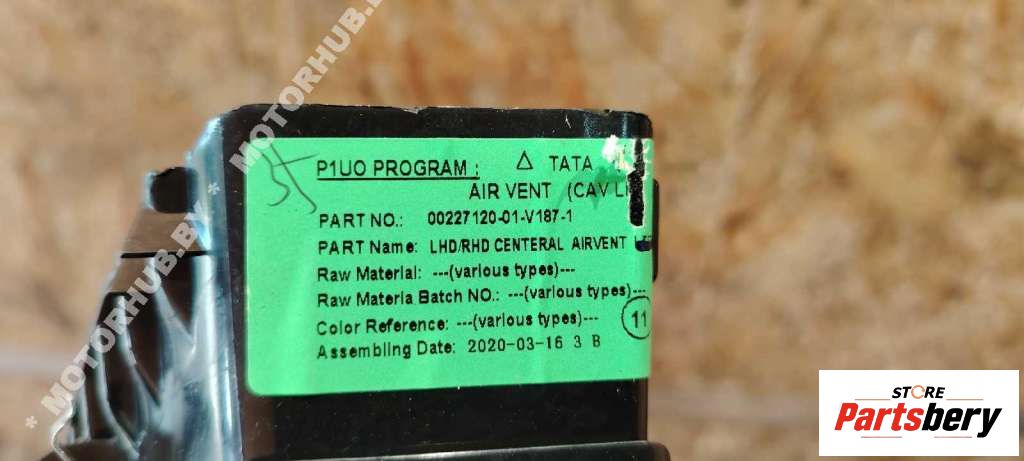 P1UO PROGRAM: △ TATA
AIR VENT (CAV
PART NO.: 00227120-01-V187-1
PART Name: LHD/RHD CENTERAL AIRVENT
Raw Material: ---(various types)---
Raw Materia Batch NO.: ---(various types)---
Color Reference: ---(various types)---
11
Assembling Date: 2020-03-16 3 B
* MOTORHUB.BY * MOTORHUB.BY
STORE
Partsbery